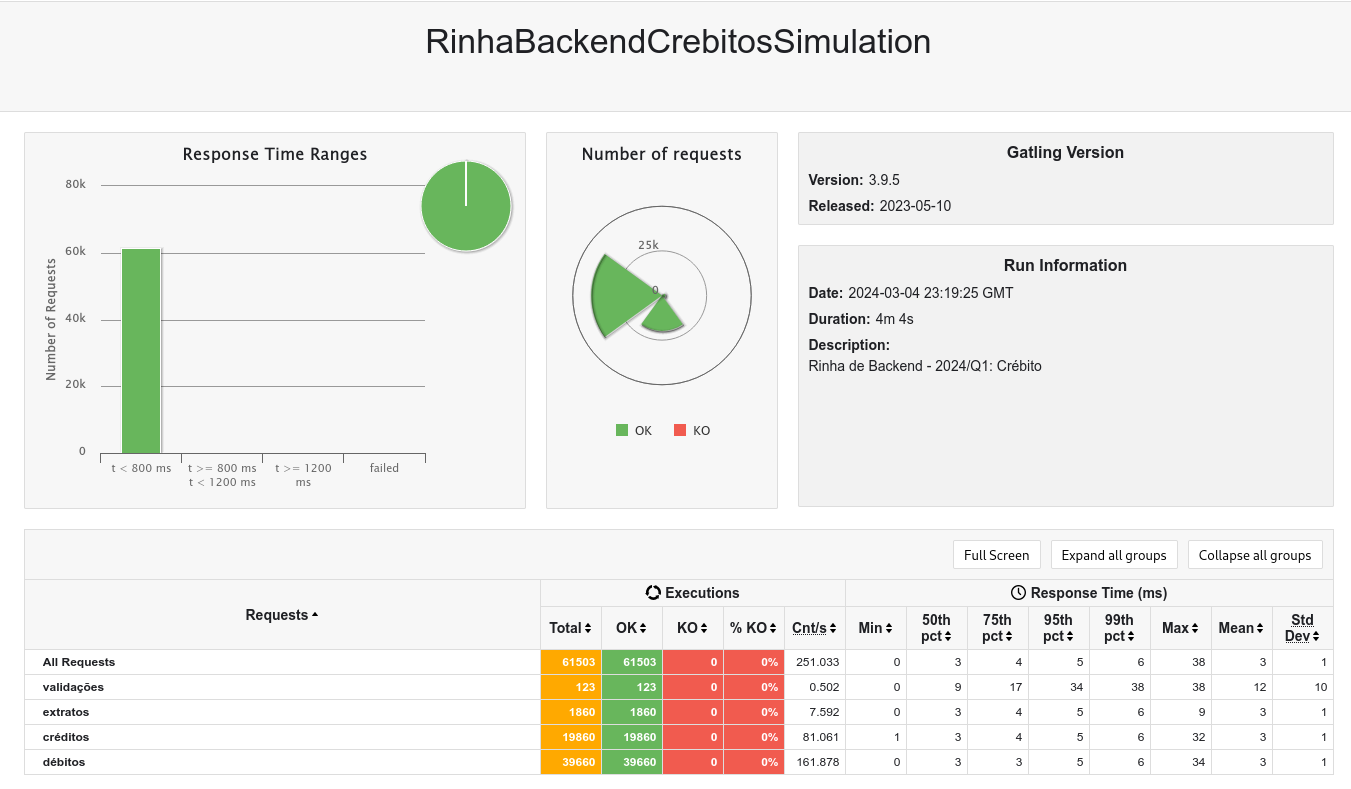 RinhaBackendCrebitosSimulation
Response Time Ranges
80k
60k
40k
20k
0
Number of Requests
t < 800 ms
t >= 800 ms
t < 1200 ms
t >= 1200
ms
failed
Number of requests
25k
0
OK KO
Gatling Version
Version: 3.9.5
Released: 2023-05-10
Run Information
Date: 2024-03-04 23:19:25 GMT
Duration: 4m 4s
Description:
Rinha de Backend - 2024/Q1: Crébito
Full Screen Expand all groups Collapse all groups
Requests Executions Response Time (ms)
Total OK KO % KO Cnt/s Min 50th pct 75th pct 95th pct 99th pct Max Mean Std Dev
All Requests 61503 61503 0 0% 251.033 0 3 4 5 6 38 3 1
validações 123 123 0 0% 0.502 0 9 17 34 38 38 12 10
extratos 1860 1860 0 0% 7.592 0 3 4 5 6 9 3 1
créditos 19860 19860 0 0% 81.061 1 3 4 5 6 32 3 1
débitos 39660 39660 0 0% 161.878 0 3 3 5 6 34 3 1